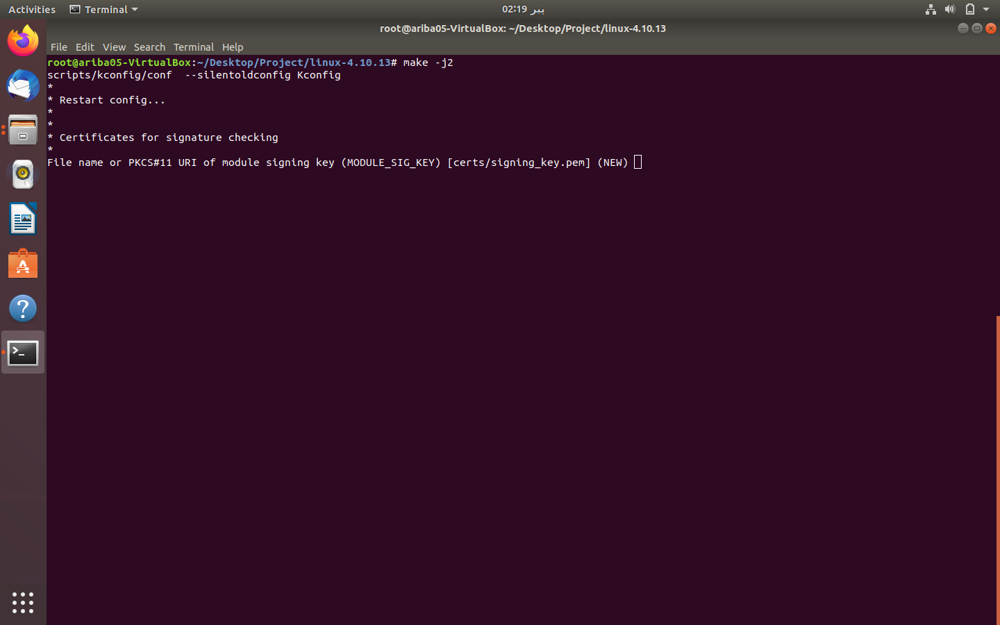 Activities Terminal 02:19 پیر
root@ariba05-VirtualBox: ~/Desktop/Project/linux-4.10.13
File Edit View Search Terminal Help
root@ariba05-VirtualBox:~/Desktop/Project/linux-4.10.13# make -j2
scripts/kconfig/conf  --silentoldconfig Kconfig
*
* Restart config...
*
*
* Certificates for signature checking
*
File name or PKCS#11 URI of module signing key (MODULE_SIG_KEY) [certs/signing_key.pem] (NEW)